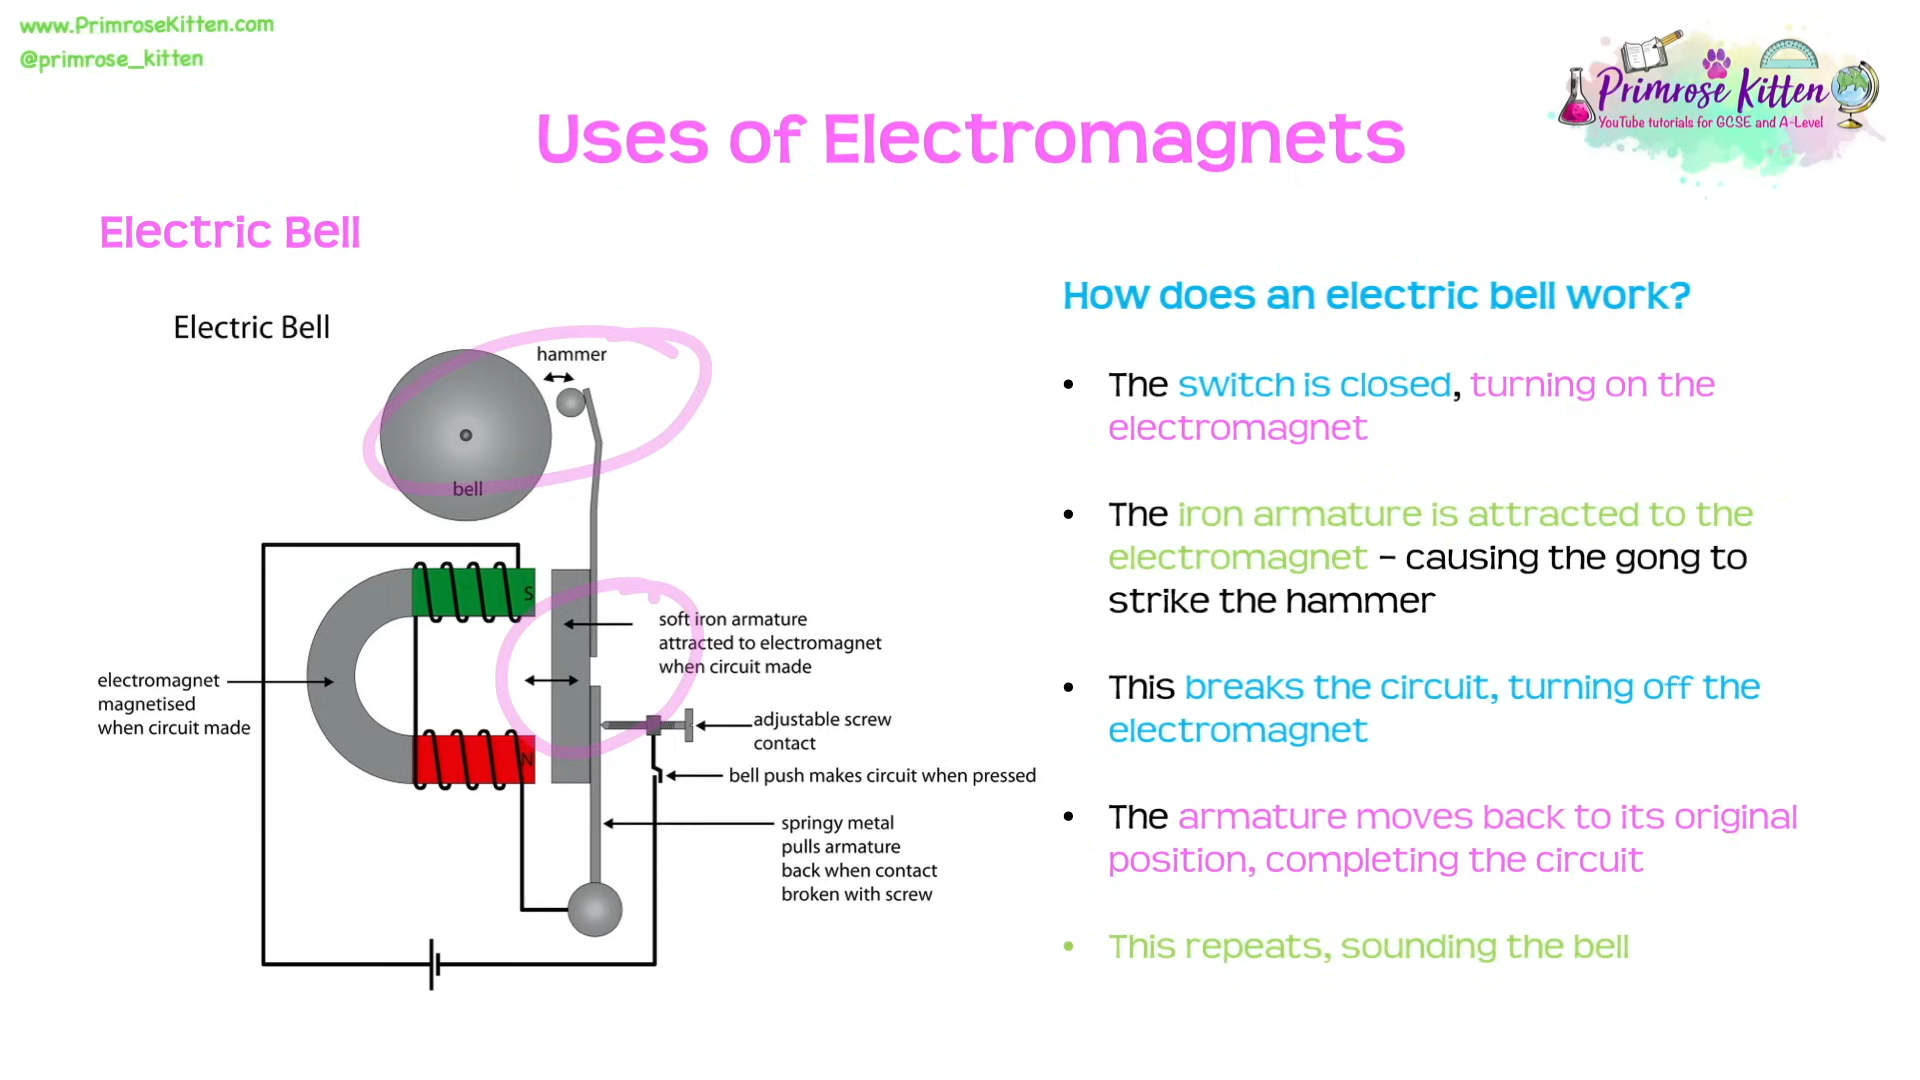 www.PrimroseKitten.com
@primrose_kitten
Primrose Kitten
YouTube tutorials for GCSE and A-Level
Uses of Electromagnets
Electric Bell
Electric Bell
hammer
bell
S
N
electromagnet
magnetised
when circuit made
soft iron armature
attracted to electromagnet
when circuit made
adjustable screw
contact
bell push makes circuit when pressed
springy metal
pulls armature
back when contact
broken with screw
How does an electric bell work?
• The switch is closed, turning on the
electromagnet
• The iron armature is attracted to the
electromagnet – causing the gong to
strike the hammer
• This breaks the circuit, turning off the
electromagnet
• The armature moves back to its original
position, completing the circuit
• This repeats, sounding the bell